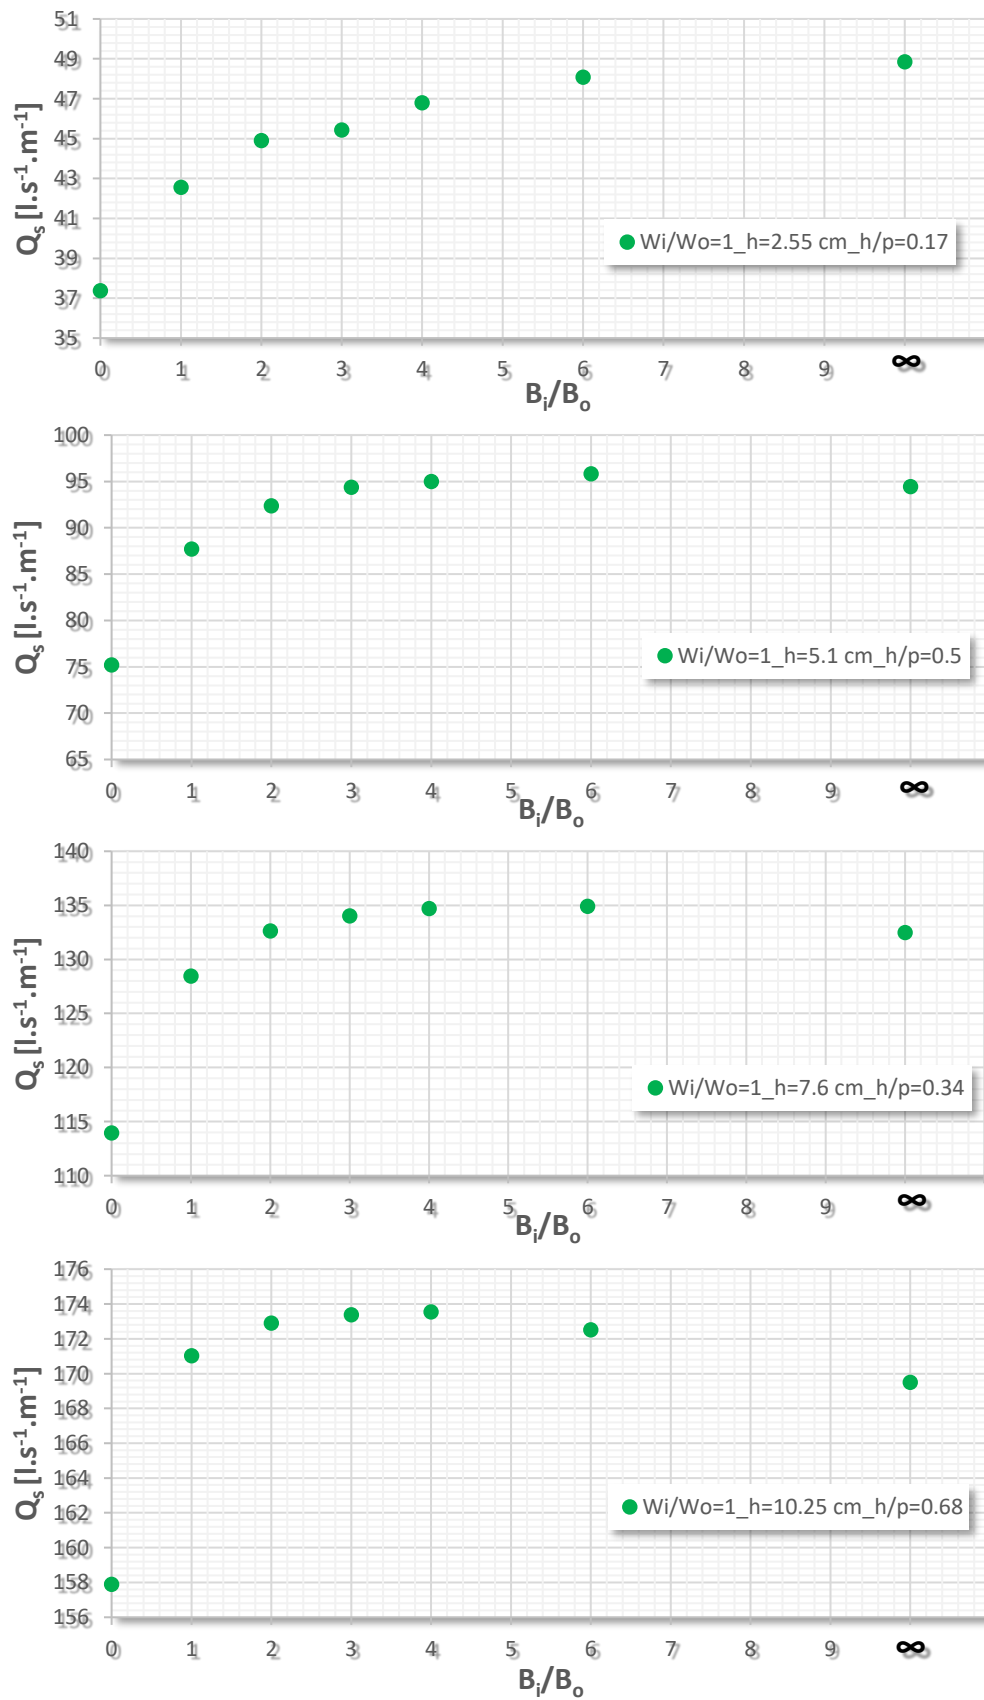 51
49
47
45
43
41
39
37
35
Qs [l.s-1.m-1]
Wi/Wo=1_h=2.55 cm_h/p=0.17
0 1 2 3 4 5 6 7 8 9 ∞
Bi/Bo
100
95
90
85
80
75
70
65
Qs [l.s-1.m-1]
Wi/Wo=1_h=5.1 cm_h/p=0.5
0 1 2 3 4 5 6 7 8 9 ∞
Bi/Bo
140
135
130
125
120
115
110
Qs [l.s-1.m-1]
Wi/Wo=1_h=7.6 cm_h/p=0.34
0 1 2 3 4 5 6 7 8 9 ∞
Bi/Bo
176
174
172
170
168
166
164
162
160
158
156
Qs [l.s-1.m-1]
Wi/Wo=1_h=10.25 cm_h/p=0.68
0 1 2 3 4 5 6 7 8 9 ∞
Bi/Bo